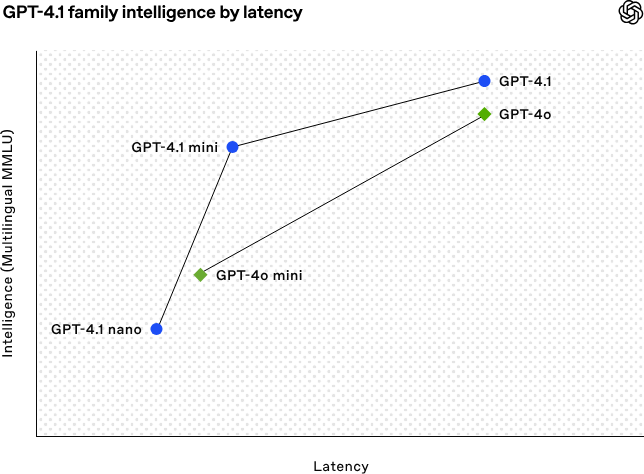 GPT-4.1 family intelligence by latency
Intelligence (Multilingual MMLU)
GPT-4.1
GPT-4o
GPT-4.1 mini
GPT-4o mini
GPT-4.1 nano
Latency